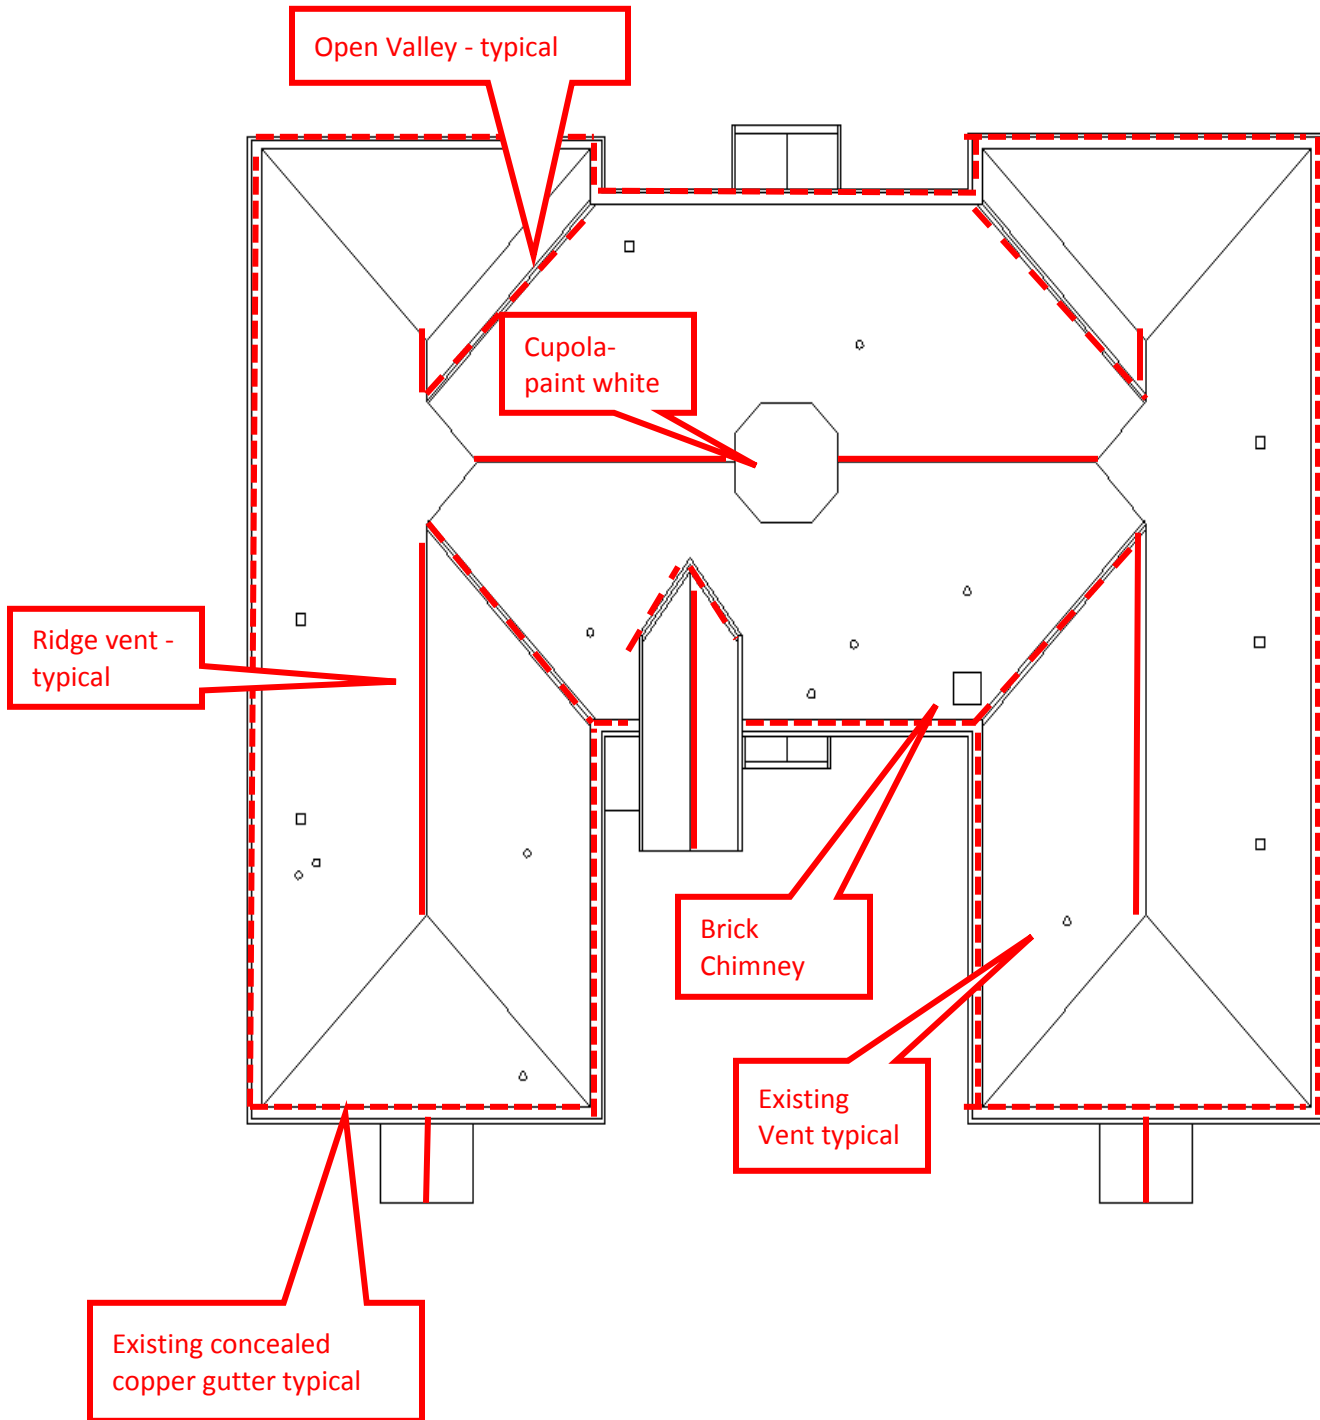 Open Valley - typical
Cupola-
paint white
Ridge vent -
typical
Brick
Chimney
Existing
Vent typical
Existing concealed
copper gutter typical